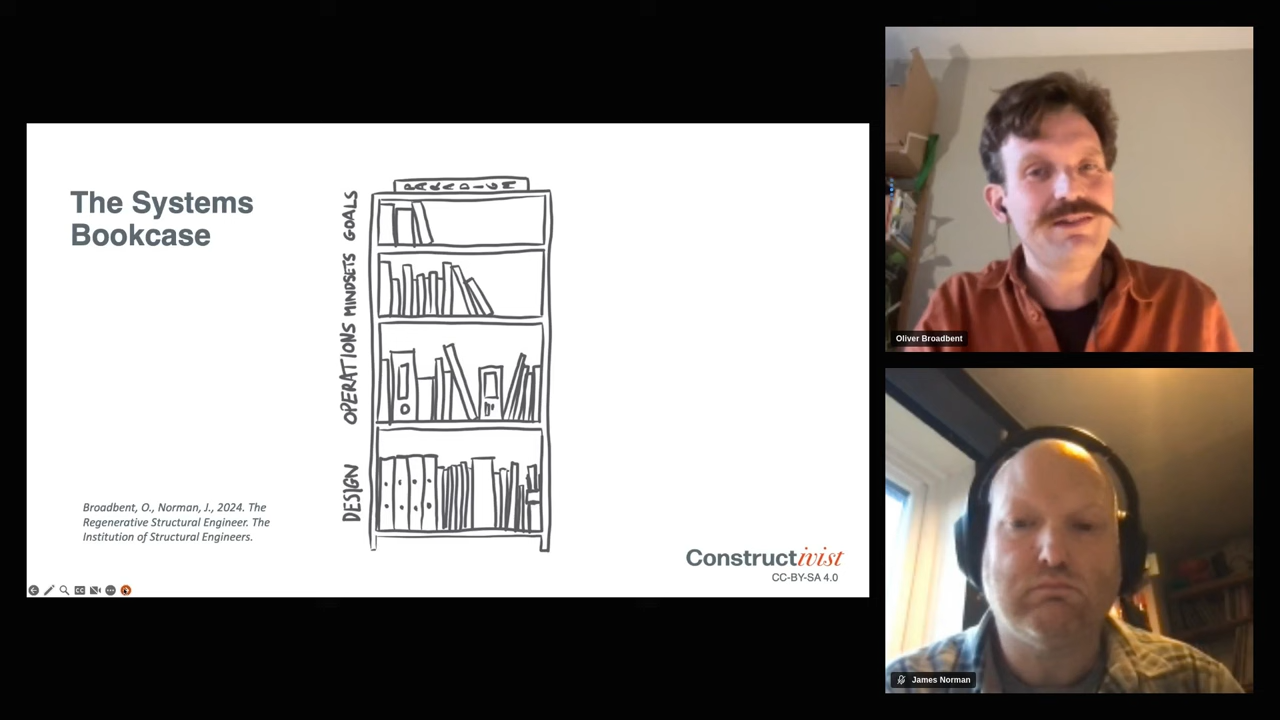 The Systems
Bookcase
PARADIGM
GOALS
MINDSETS
OPERATIONS
DESIGN
Broadbent, O., Norman, J., 2024. The
Regenerative Structural Engineer. The
Institution of Structural Engineers.
Constructivist
CC-BY-SA 4.0
Oliver Broadbent
James Norman